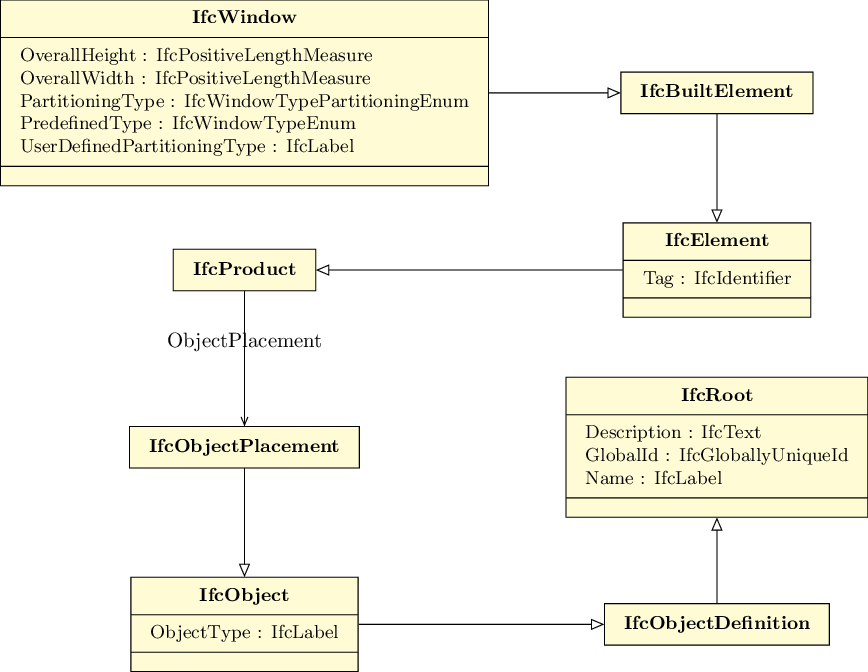 IfcWindow
OverallHeight : IfcPositiveLengthMeasure
OverallWidth : IfcPositiveLengthMeasure
PartitioningType : IfcWindowTypePartitioningEnum
PredefinedType : IfcWindowTypeEnum
UserDefinedPartitioningType : IfcLabel
IfcBuiltElement
IfcElement
Tag : IfcIdentifier
IfcProduct
ObjectPlacement
IfcObjectPlacement
IfcRoot
Description : IfcText
GlobalId : IfcGloballyUniqueId
Name : IfcLabel
IfcObject
ObjectType : IfcLabel
IfcObjectDefinition